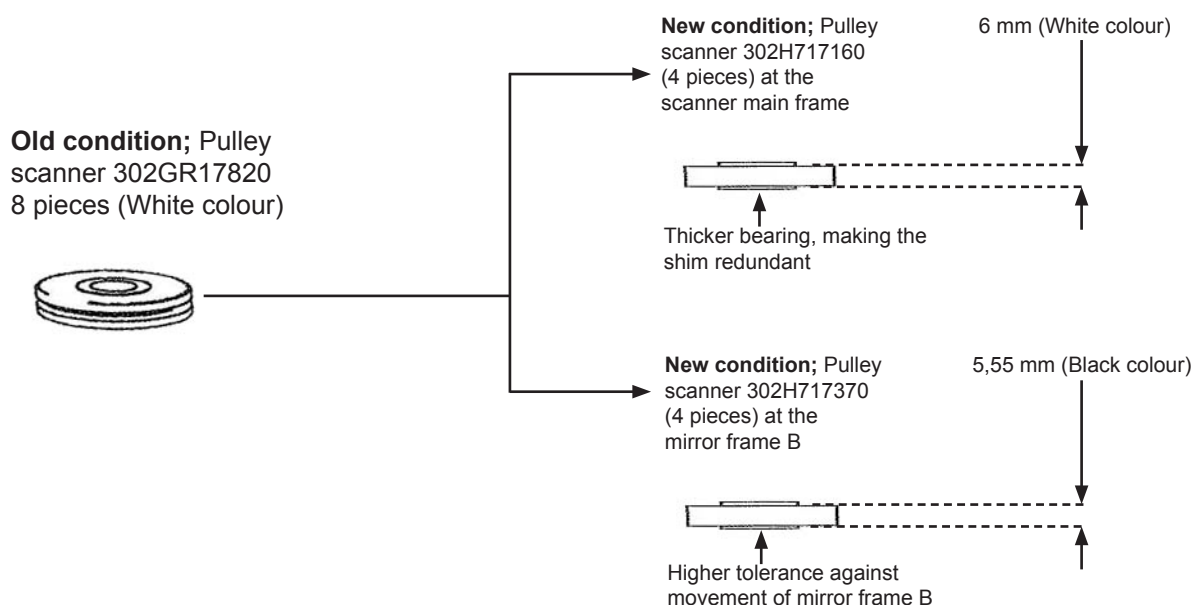 Old condition; Pulley
scanner 302GR17820
8 pieces (White colour)
New condition; Pulley
scanner 302H717160
(4 pieces) at the
scanner main frame
6 mm (White colour)
Thicker bearing, making the
shim redundant
New condition; Pulley
scanner 302H717370
(4 pieces) at the
mirror frame B
5,55 mm (Black colour)
Higher tolerance against
movement of mirror frame B